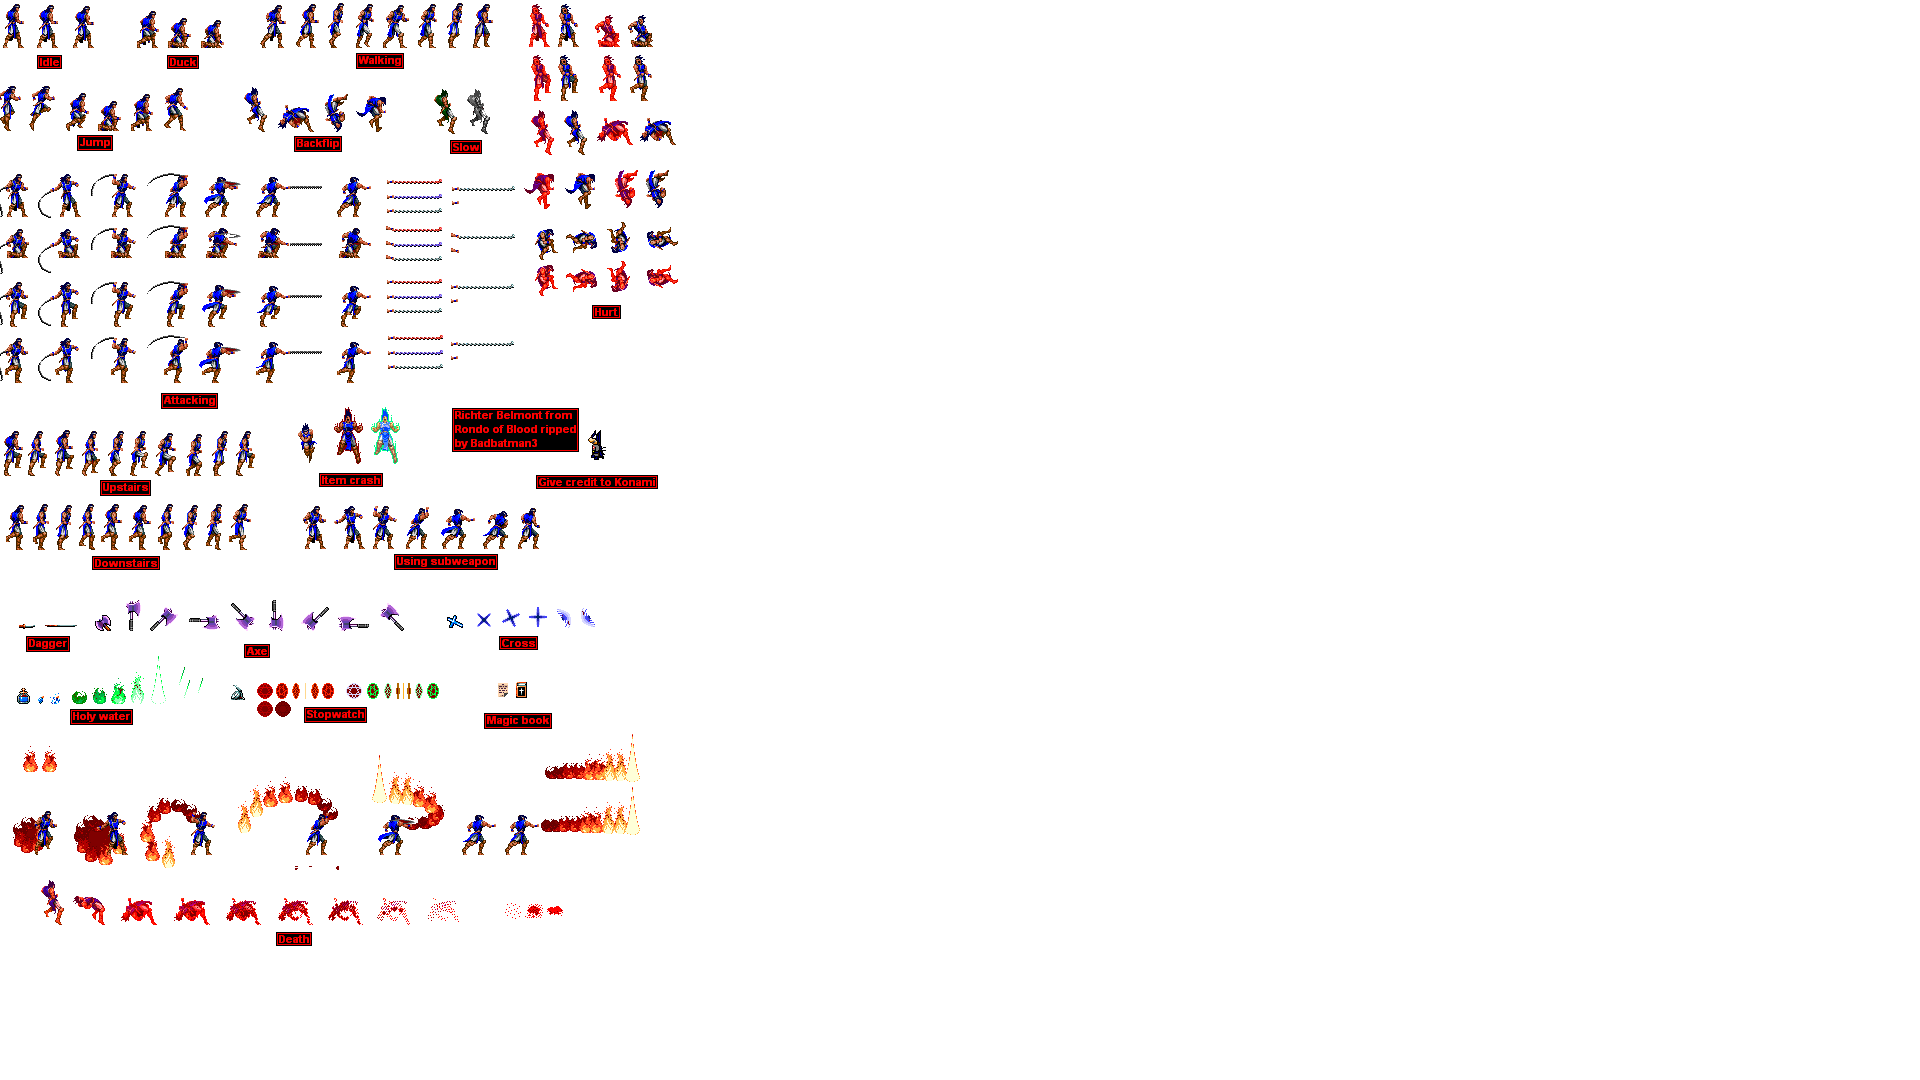 Idle
Duck
Walking
Jump
Backflip
Slow
Hurt
Attacking
Richter Belmont from
Rondo of Blood ripped
by Badbatman3
Item crash
Give credit to Konami
Upstairs
Downstairs
Using subweapon
Dagger
Axe
Cross
Holy water
Stopwatch
Magic book
Death